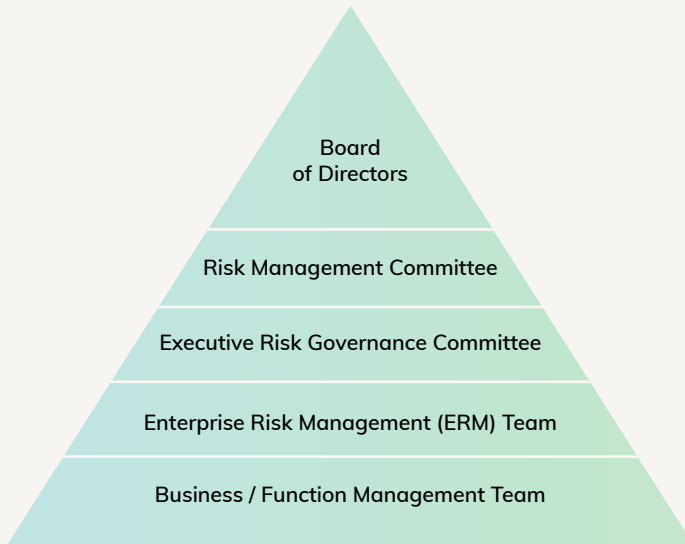 Board
of Directors
Risk Management Committee
Executive Risk Governance Committee
Enterprise Risk Management (ERM) Team
Business / Function Management Team